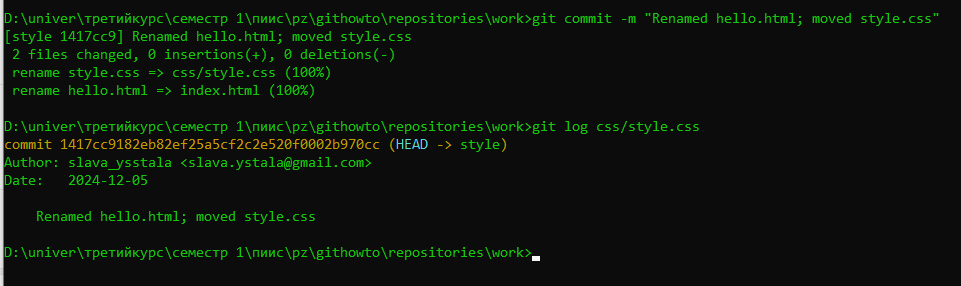 D:\univer\третийкурс\семестр 1\пиис\pz\githowto\repositories\work>git commit -m "Renamed hello.html; moved style.css"
[style 1417cc9] Renamed hello.html; moved style.css
 2 files changed, 0 insertions(+), 0 deletions(-)
 rename style.css => css/style.css (100%)
 rename hello.html => index.html (100%)

D:\univer\третийкурс\семестр 1\пиис\pz\githowto\repositories\work>git log css/style.css
commit 1417cc9182eb82ef25a5cf2c2e520f0002b970cc (HEAD -> style)
Author: slava_ysstala <slava.ystala@gmail.com>
Date:   2024-12-05

    Renamed hello.html; moved style.css

D:\univer\третийкурс\семестр 1\пиис\pz\githowto\repositories\work>